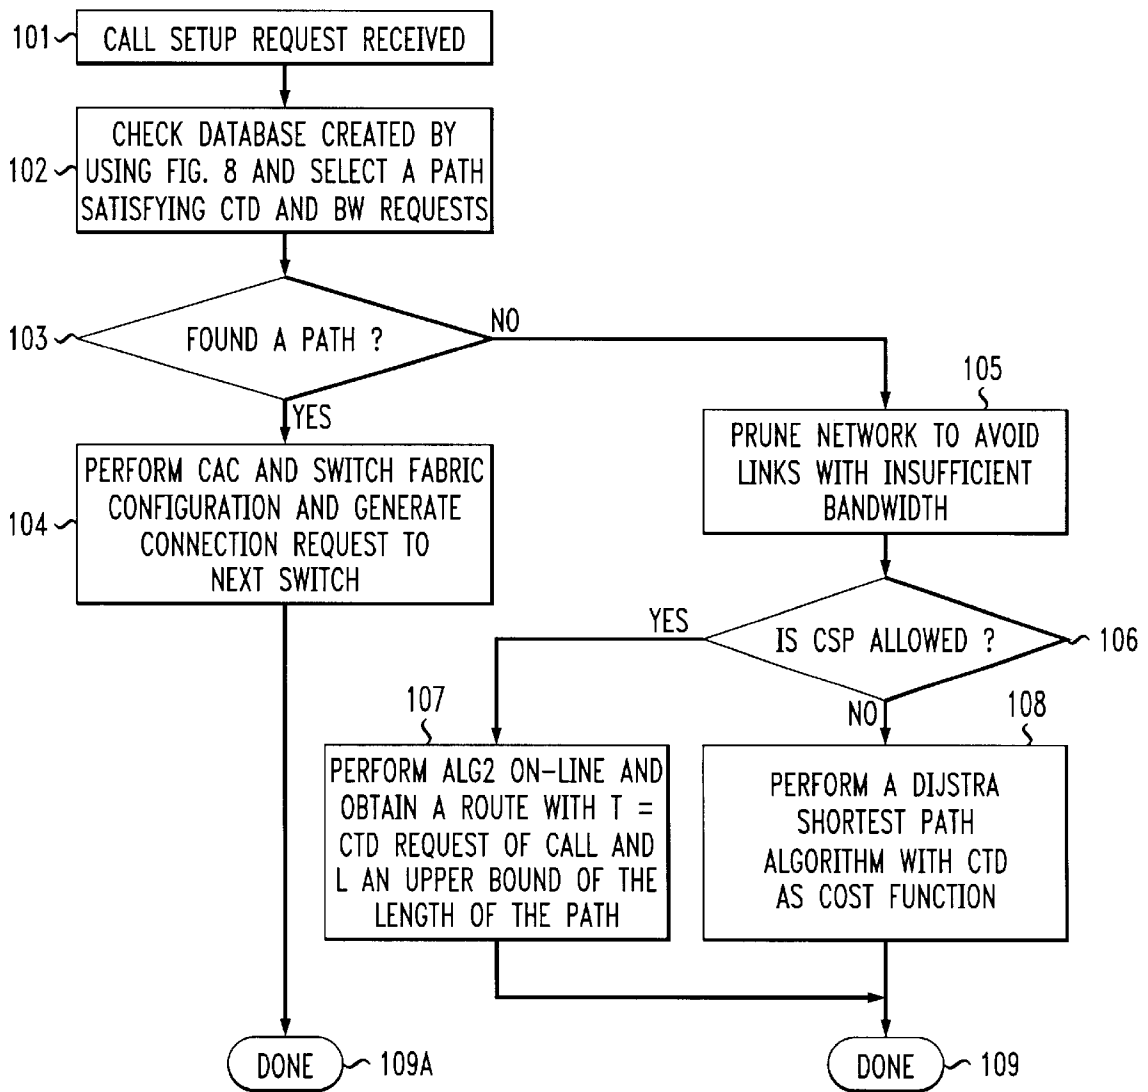 101
CALL SETUP REQUEST RECEIVED
102
CHECK DATABASE CREATED BY
USING FIG. 8 AND SELECT A PATH
SATISFYING CTD AND BW REQUESTS
103
FOUND A PATH ?
NO
YES
104
PERFORM CAC AND SWITCH FABRIC
CONFIGURATION AND GENERATE
CONNECTION REQUEST TO
NEXT SWITCH
105
PRUNE NETWORK TO AVOID
LINKS WITH INSUFFICIENT
BANDWIDTH
YES
IS CSP ALLOWED ?
106
NO
107
PERFORM ALG2 ON-LINE AND
OBTAIN A ROUTE WITH T =
CTD REQUEST OF CALL AND
L AN UPPER BOUND OF THE
LENGTH OF THE PATH
108
PERFORM A DIJSTRA
SHORTEST PATH
ALGORITHM WITH CTD
AS COST FUNCTION
DONE
109A
DONE
109